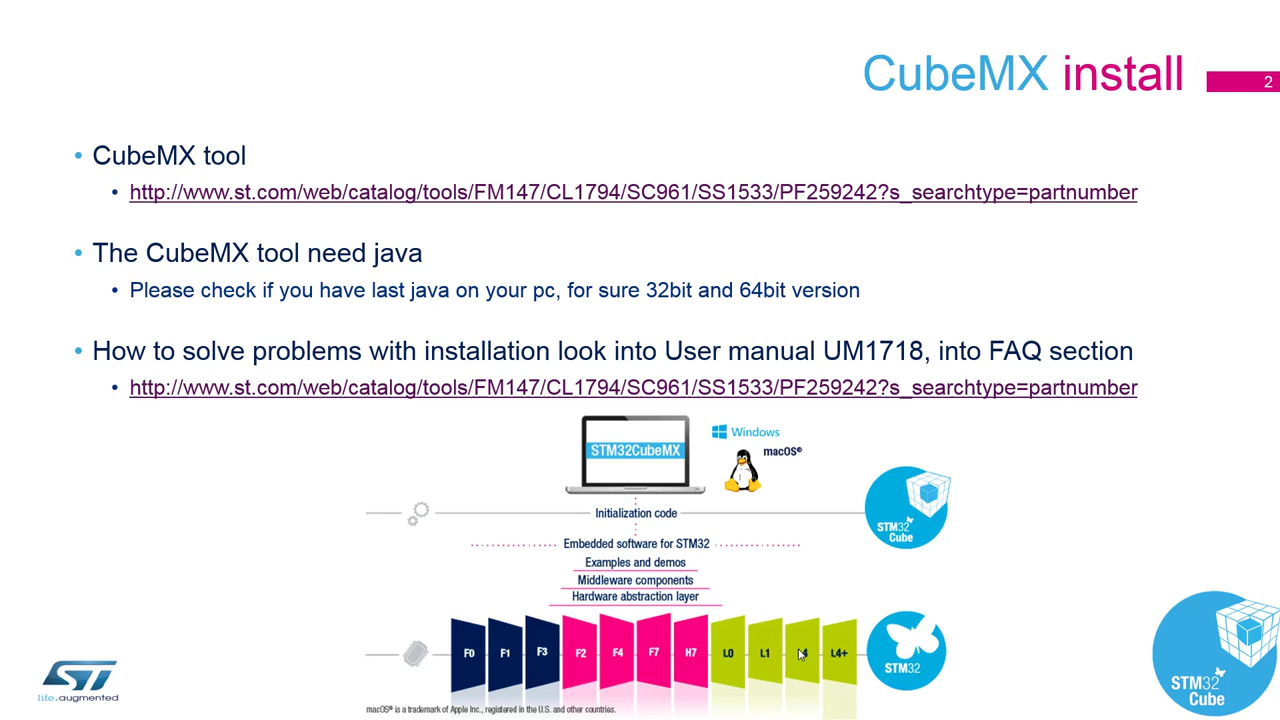 CubeMX install
2
• CubeMX tool
• http://www.st.com/web/catalog/tools/FM147/CL1794/SC961/SS1533/PF259242?s_searchtype=partnumber
• The CubeMX tool need java
• Please check if you have last java on your pc, for sure 32bit and 64bit version
• How to solve problems with installation look into User manual UM1718, into FAQ section
• http://www.st.com/web/catalog/tools/FM147/CL1794/SC961/SS1533/PF259242?s_searchtype=partnumber
STM32CubeMX
Windows
macOS®
Initialization code
STM32
Cube
Embedded software for STM32
Examples and demos
Middleware components
Hardware abstraction layer
F0 F1 F3 F2 F4 F7 H7 L0 L1 L4+
STM32
ST
life.augmented
STM32
Cube
macOS® is a trademark of Apple Inc., registered in the U.S. and other countries.